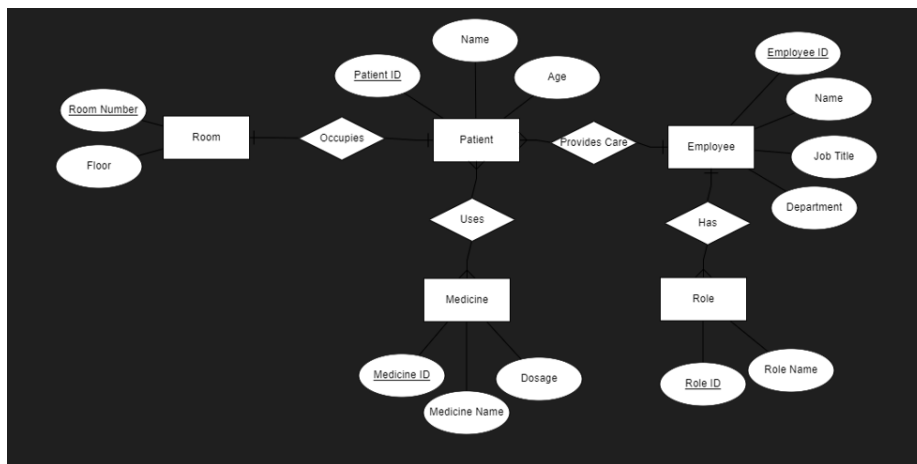 Name
Employee ID
Patient ID
Age
Room Number
Name
Room
Occupies
Patient
Provides Care
Employee
Job Title
Floor
Department
Uses
Has
Medicine
Role
Medicine ID
Dosage
Role ID
Role Name
Medicine Name